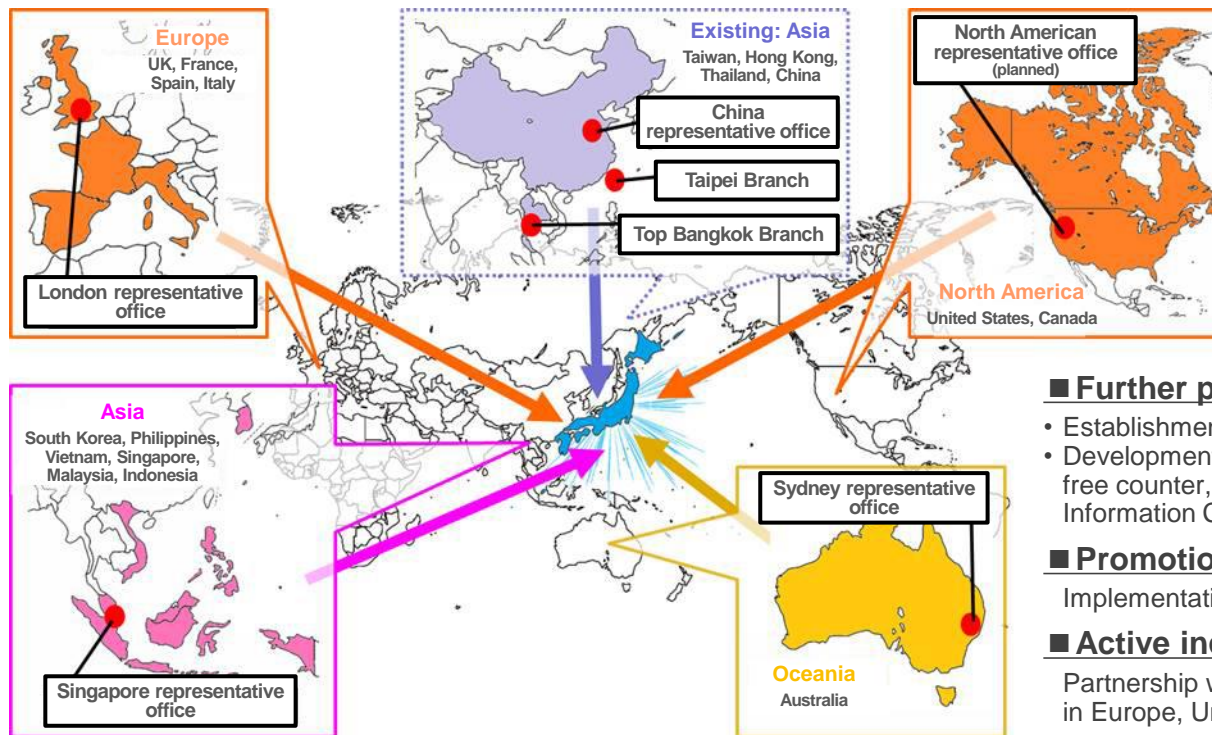 Europe
UK, France,
Spain, Italy
London representative
office
Existing: Asia
Taiwan, Hong Kong,
Thailand, China
China
representative office
Taipei Branch
Top Bangkok Branch
North American
representative office
(planned)
North America
United States, Canada
Asia
South Korea, Philippines,
Vietnam, Singapore,
Malaysia, Indonesia
Singapore representative
office
Sydney representative
office
Oceania
Australia
■ Further p
• Establishmen
• Development
free counter,
Information C
■ Promotio
Implementati
■ Active in
Partnership w
in Europe, Un